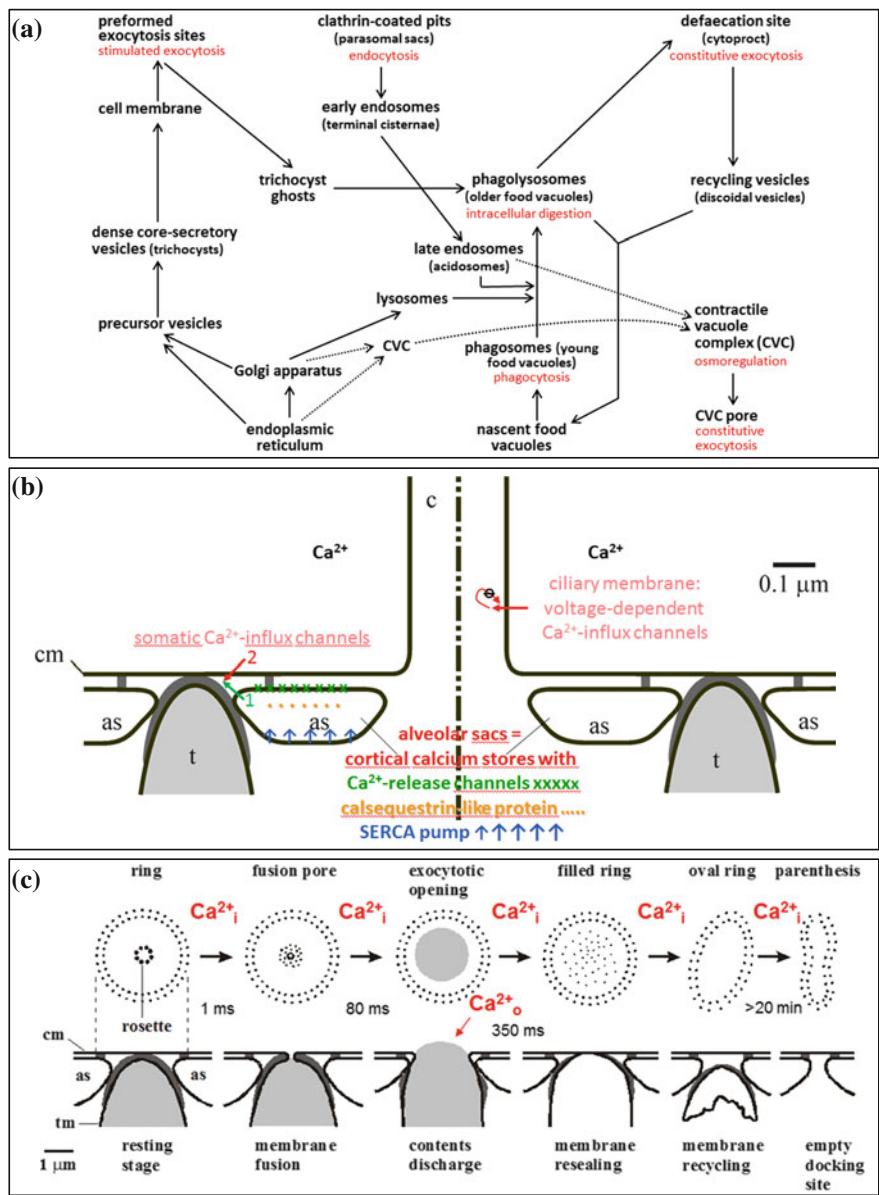 (a)
preformed
exocytosis sites
stimulated exocytosis
clathrin-coated pits
(parasomal sacs)
endocytosis
defaecation site
(cytoproct)
constitutive exocytosis
cell membrane
early endosomes
(terminal cisternae)
trichocyst
ghosts
phagolysosomes
(older food vacuoles)
intracellular digestion
recycling vesicles
(discoidal vesicles)
dense core-secretory
vesicles (trichocysts)
late endosomes
(acidosomes)
lysosomes
precursor vesicles
CVC
contractile
vacuole
complex (CVC)
osmoregulation
Golgi apparatus
phagosomes (young
food vacuoles)
phagocytosis
endoplasmic
reticulum
nascent food
vacuoles
CVC pore
constitutive
exocytosis
(b)
c
Ca²⁺
Ca²⁺
0.1 µm
ciliary membrane:
voltage-dependent
Ca²⁺-influx channels
somatic Ca²⁺-influx channels
cm
2
1
xxxxxxxx
as
as
as
as
t
t
alveolar sacs =
cortical calcium stores with
Ca²⁺-release channels xxxxx
calsequestrin-like protein .....
SERCA pump ↑↑↑↑↑
(c)
ring
fusion pore
exocytotic
opening
filled ring
oval ring
parenthesis
Ca²⁺i
Ca²⁺i
Ca²⁺i
Ca²⁺i
Ca²⁺i
rosette
1 ms
80 ms
Ca²⁺o
350 ms
>20 min
cm
as
as
tm
1 µm
resting
stage
membrane
fusion
contents
discharge
membrane
resealing
membrane
recycling
empty
docking
site